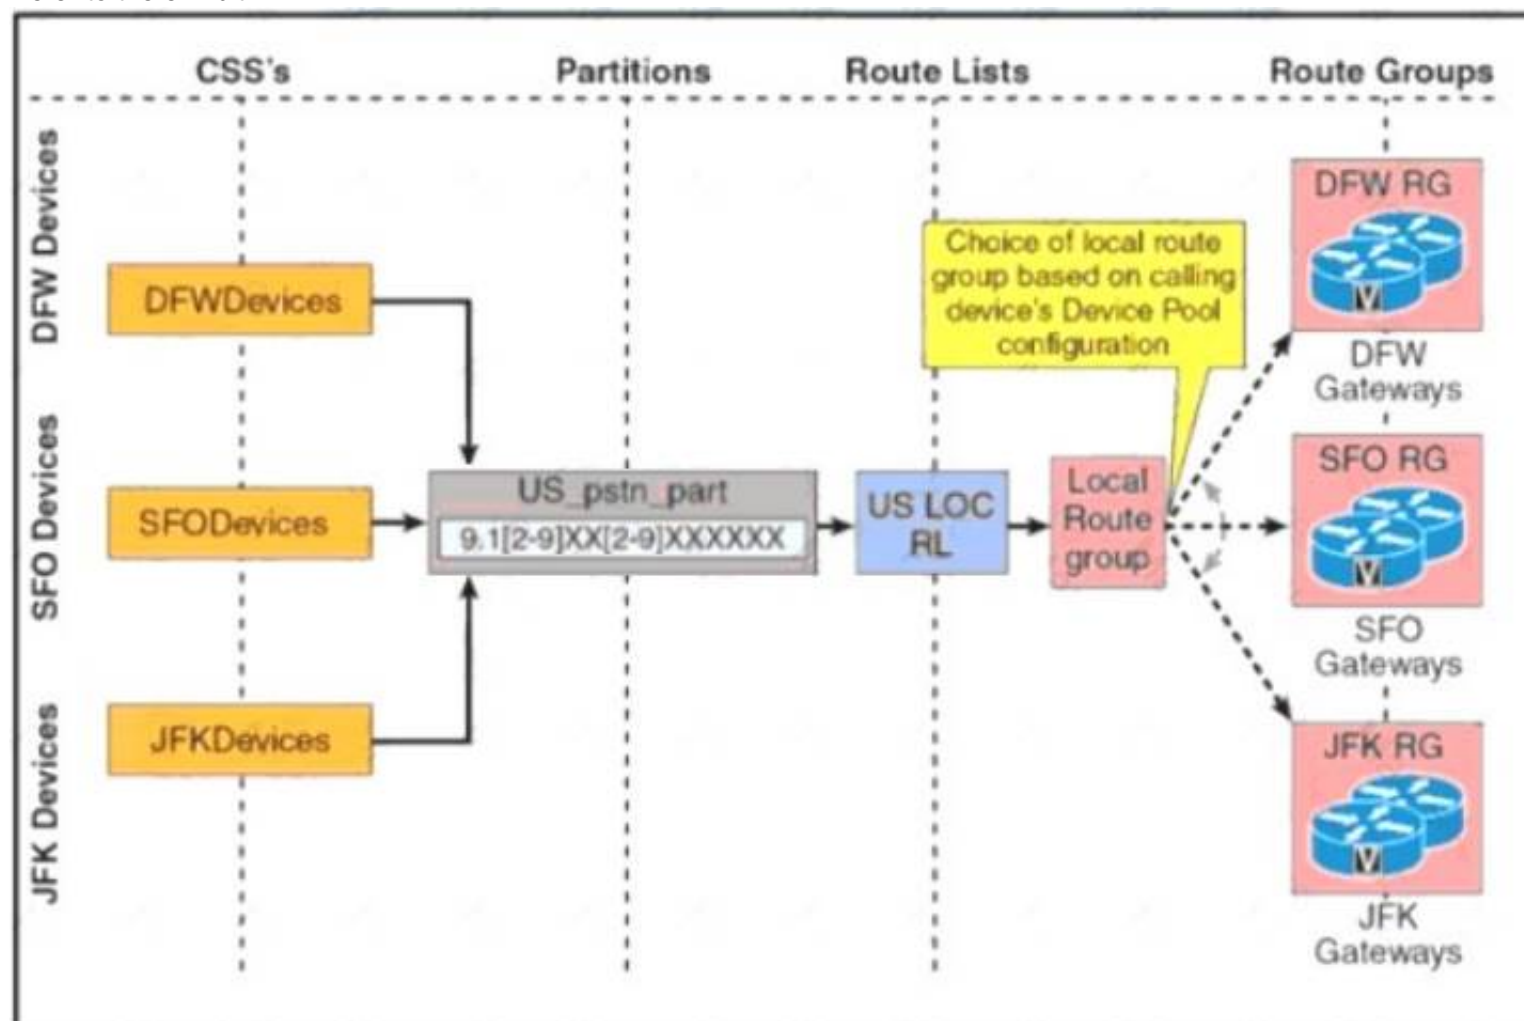 CSS's
Partitions
Route Lists
Route Groups
DFW Devices
SFO Devices
JFK Devices
DFWDevices
SFODevices
JFKDevices
US_pstn_part
9.1[2-9]XX[2-9]XXXXXX
US LOC
RL
Local
Route
group
Choice of local route
group based on calling
device's Device Pool
configuration
DFW RG
V
DFW
Gateways
SFO RG
V
SFO
Gateways
JFK RG
V
JFK
Gateways